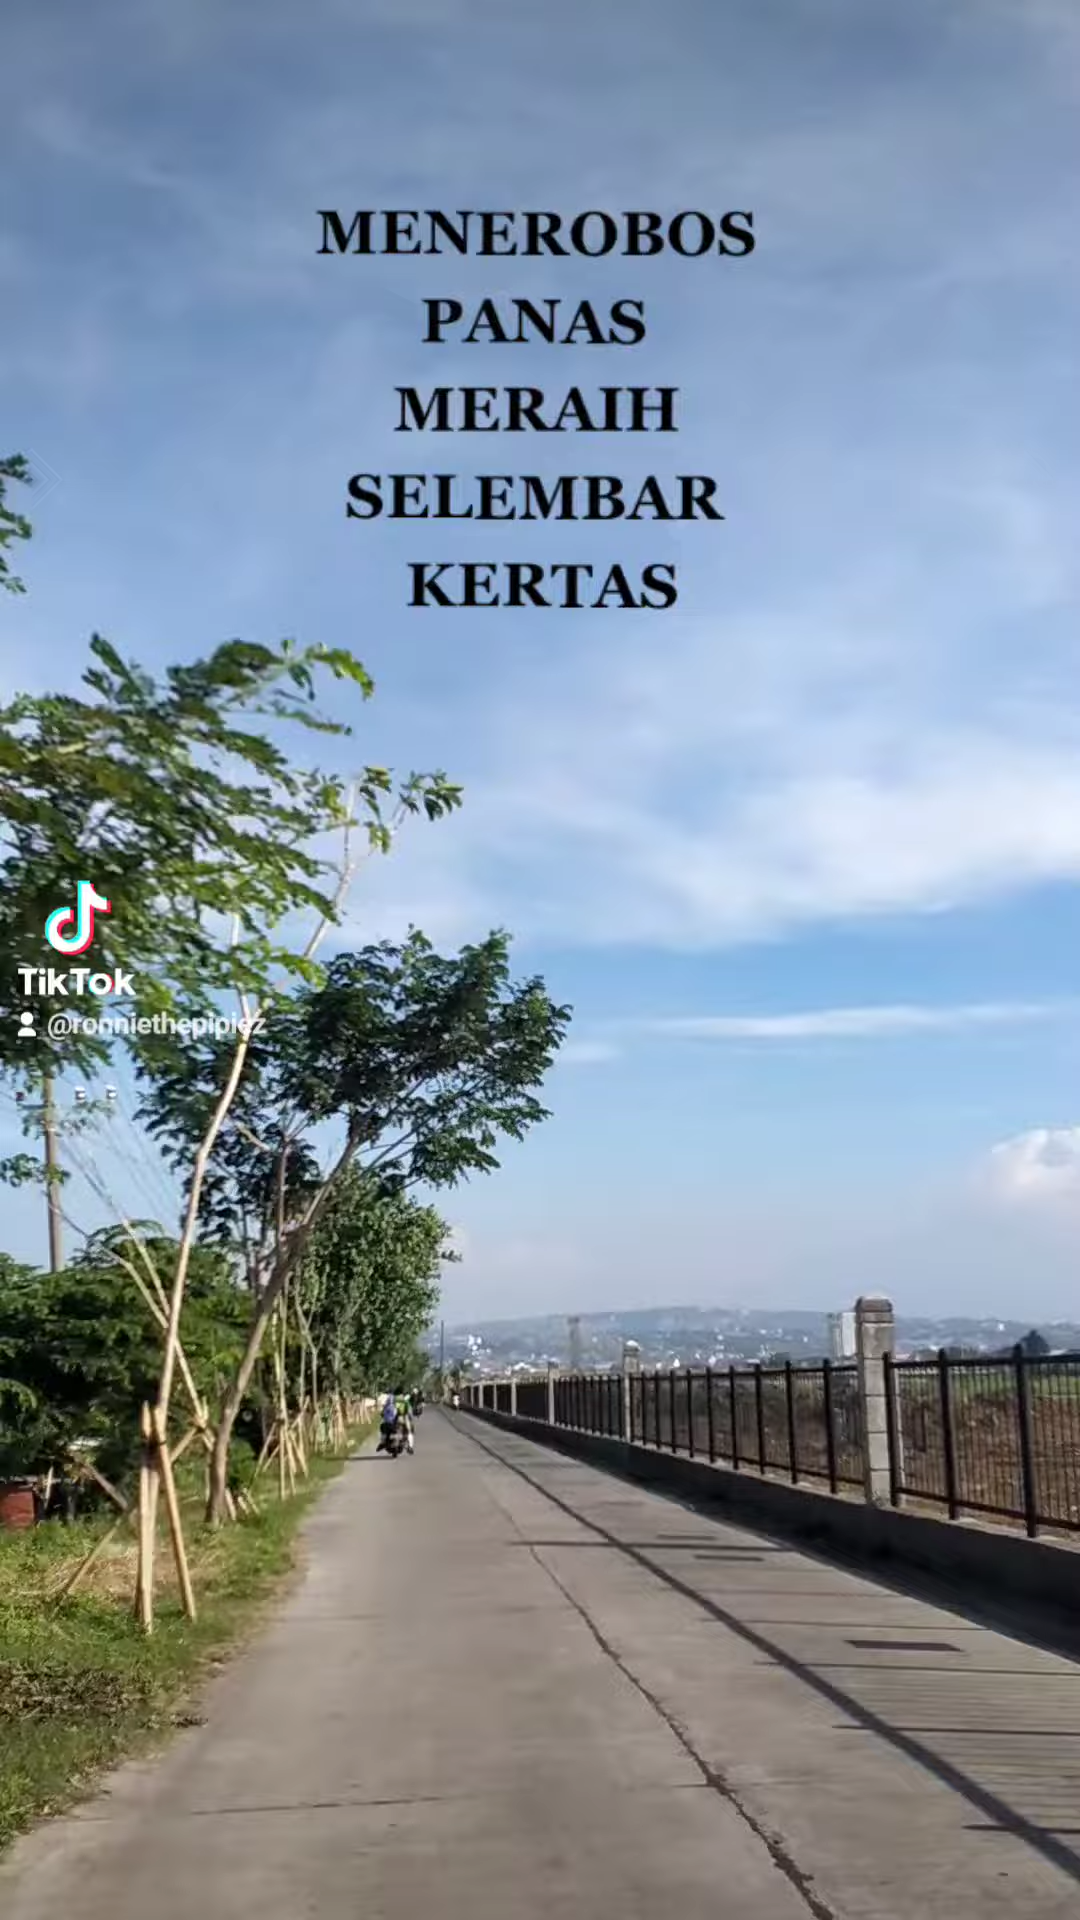 MENEROBOS
PANAS
MERAIH
SELEMBAR
KERTAS
TikTok
@ronniethepipiez